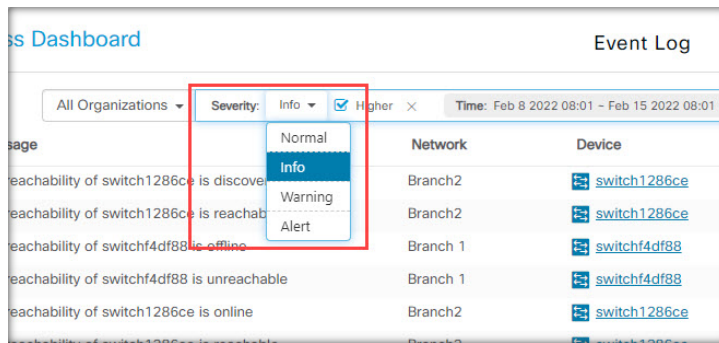 ss Dashboard
Event Log
All Organizations
Severity: Info Higher × Time: Feb 8 2022 08:01 - Feb 15 2022 08:01
Normal
Info
Warning
Alert
sage Network Device
reachability of switch1286ce is discove Branch2 switch1286ce
reachability of switch1286ce is reachab Branch2 switch1286ce
reachability of switchf4df88 is offline Branch 1 switchf4df88
reachability of switchf4df88 is unreachable Branch 1 switchf4df88
reachability of switch1286ce is online Branch2 switch1286ce